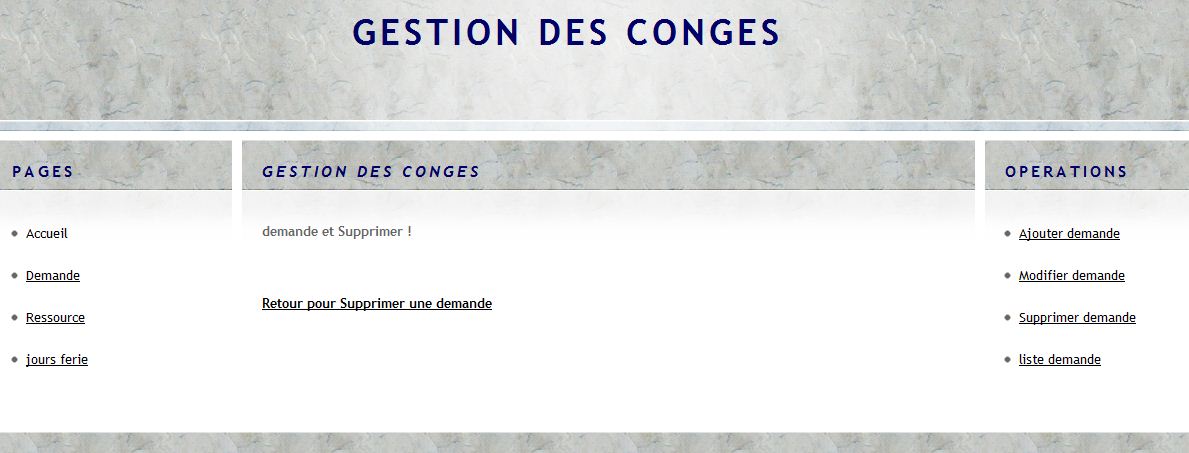 GESTION DES CONGES
PAGES
Accueil
Demande
Ressource
jours ferie
GESTION DES CONGES
demande et Supprimer !
Retour pour Supprimer une demande
OPERATIONS
Ajouter demande
Modifier demande
Supprimer demande
liste demande